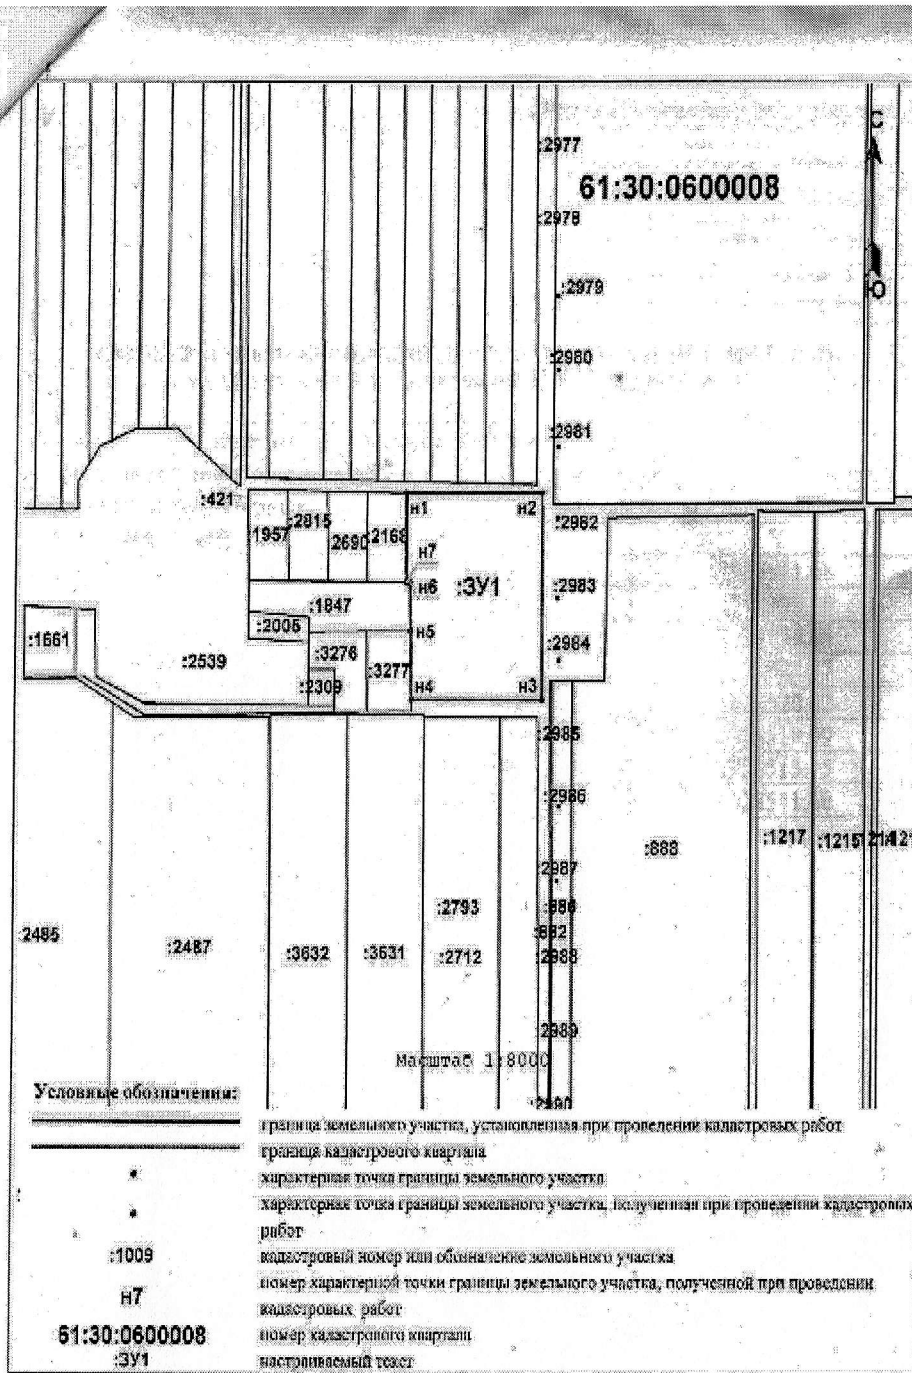 С
:2977
61:30:0600008
:2978
:2979
Ю
:2980
:2981
:421
н1 н2
:2915
:2982
:1957 2690 :2168
н7
н6 :ЗУ1 :2983
:1847
:2005 н5
:1661 :2984
:2539 :3276
:3277
:2309 н4 н3
:2985
:2986
:1217 :1215
:888
:2987
:2793 :886
2485 :2487 :882
:3632 :3631 :2712 :2988
:2989
Масштаб 1:8000
Условные обозначения:
:2990
граница земельного участка, установленная при проведении кадастровых работ
граница кадастрового квартала
характерная точка границы земельного участка
характерная точка границы земельного участка, полученная при проведении кадастровых
работ
:1009 кадастровый номер или обозначение земельного участка
н7 номер характерной точки границы земельного участка, полученной при проведении
кадастровых работ
61:30:0600008 номер кадастрового квартала
:ЗУ1 настраиваемый текст